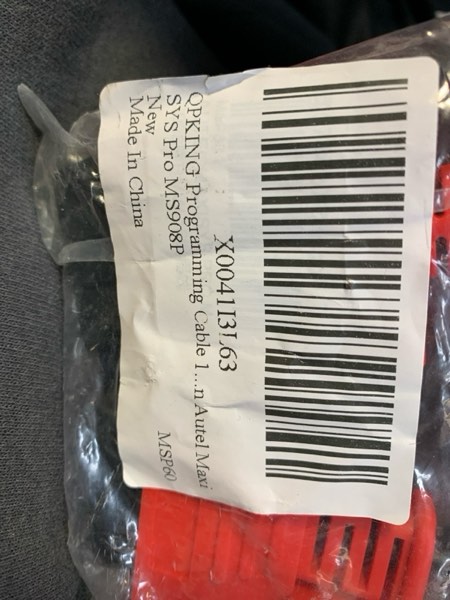 X0041I3L63
QPKING Programming Cable 1...n Autel Maxi
SYS Pro MS908P
New
Made In China
MSP60